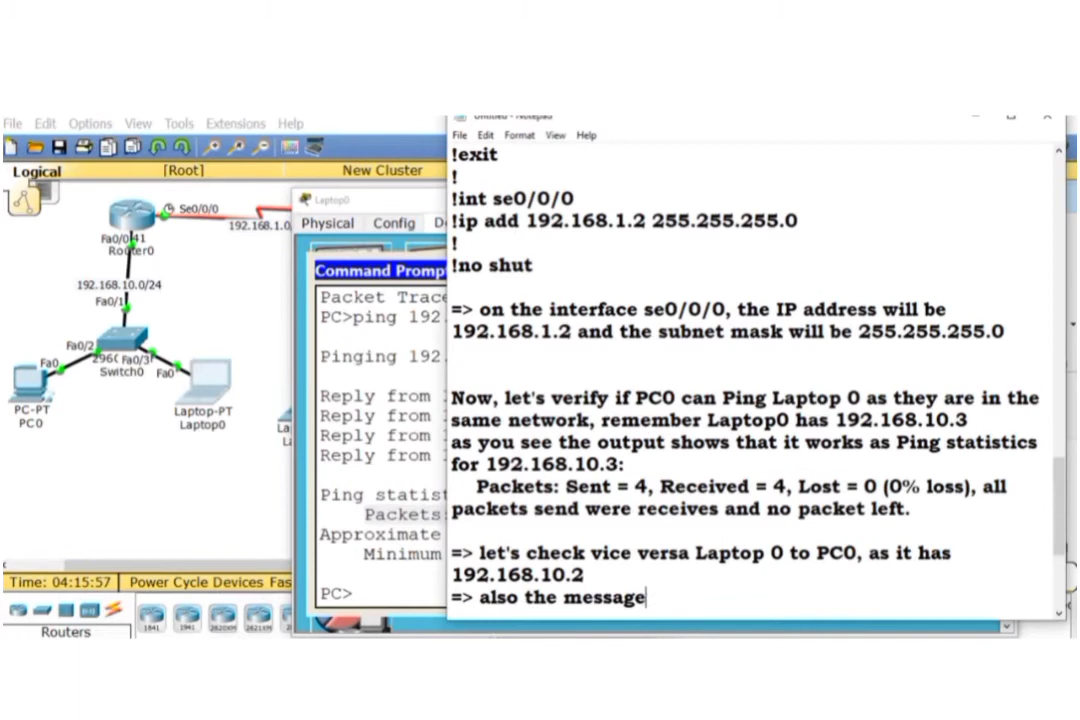 File Edit Options View Tools Extensions Help
Logical [Root] New Cluster
Se0/0/0
192.168.1.0
Fa0/0 41
Router0
192.168.10.0/24
Fa0/1
Fa0/2
Fa0/3
Fa0
Fa0
Switch0
PC-PT
PC0
Laptop-PT
Laptop0
Time: 04:15:57 Power Cycle Devices Fas
1841 1941 2620XM 2621XM
Routers
Laptop0
Physical Config D
Command Promp
Packet Trace
PC>ping 192.
Pinging 192.
Reply from
Reply from
Reply from
Reply from
Ping statist
Packets:
Approximate
Minimum
PC>
Untitled - Notepad
File Edit Format View Help
!exit
!
!int se0/0/0
!ip add 192.168.1.2 255.255.255.0
!
!no shut
=> on the interface se0/0/0, the IP address will be
192.168.1.2 and the subnet mask will be 255.255.255.0
Now, let's verify if PC0 can Ping Laptop 0 as they are in the
same network, remember Laptop0 has 192.168.10.3
as you see the output shows that it works as Ping statistics
for 192.168.10.3:
Packets: Sent = 4, Received = 4, Lost = 0 (0% loss), all
packets send were receives and no packet left.
=> let's check vice versa Laptop 0 to PC0, as it has
192.168.10.2
=> also the message